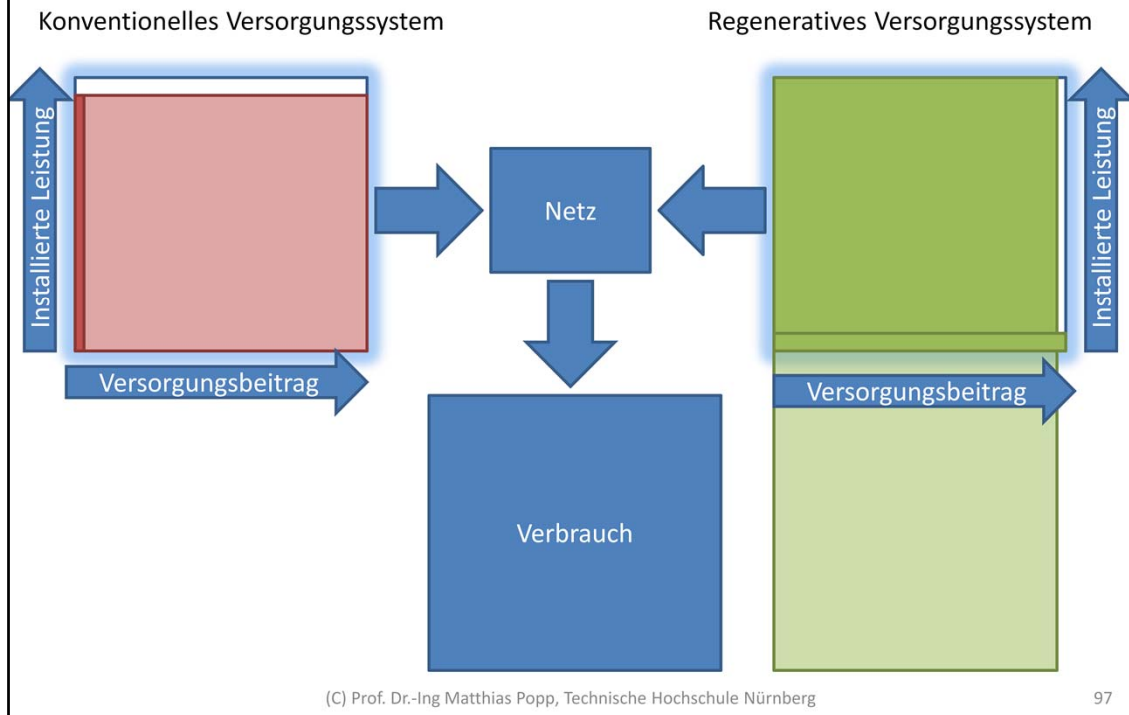 Konventionelles Versorgungssystem
Regeneratives Versorgungssystem
Installierte Leistung
Netz
Installierte Leistung
Versorgungsbeitrag
Versorgungsbeitrag
Verbrauch
(C) Prof. Dr.-Ing Matthias Popp, Technische Hochschule Nürnberg
97